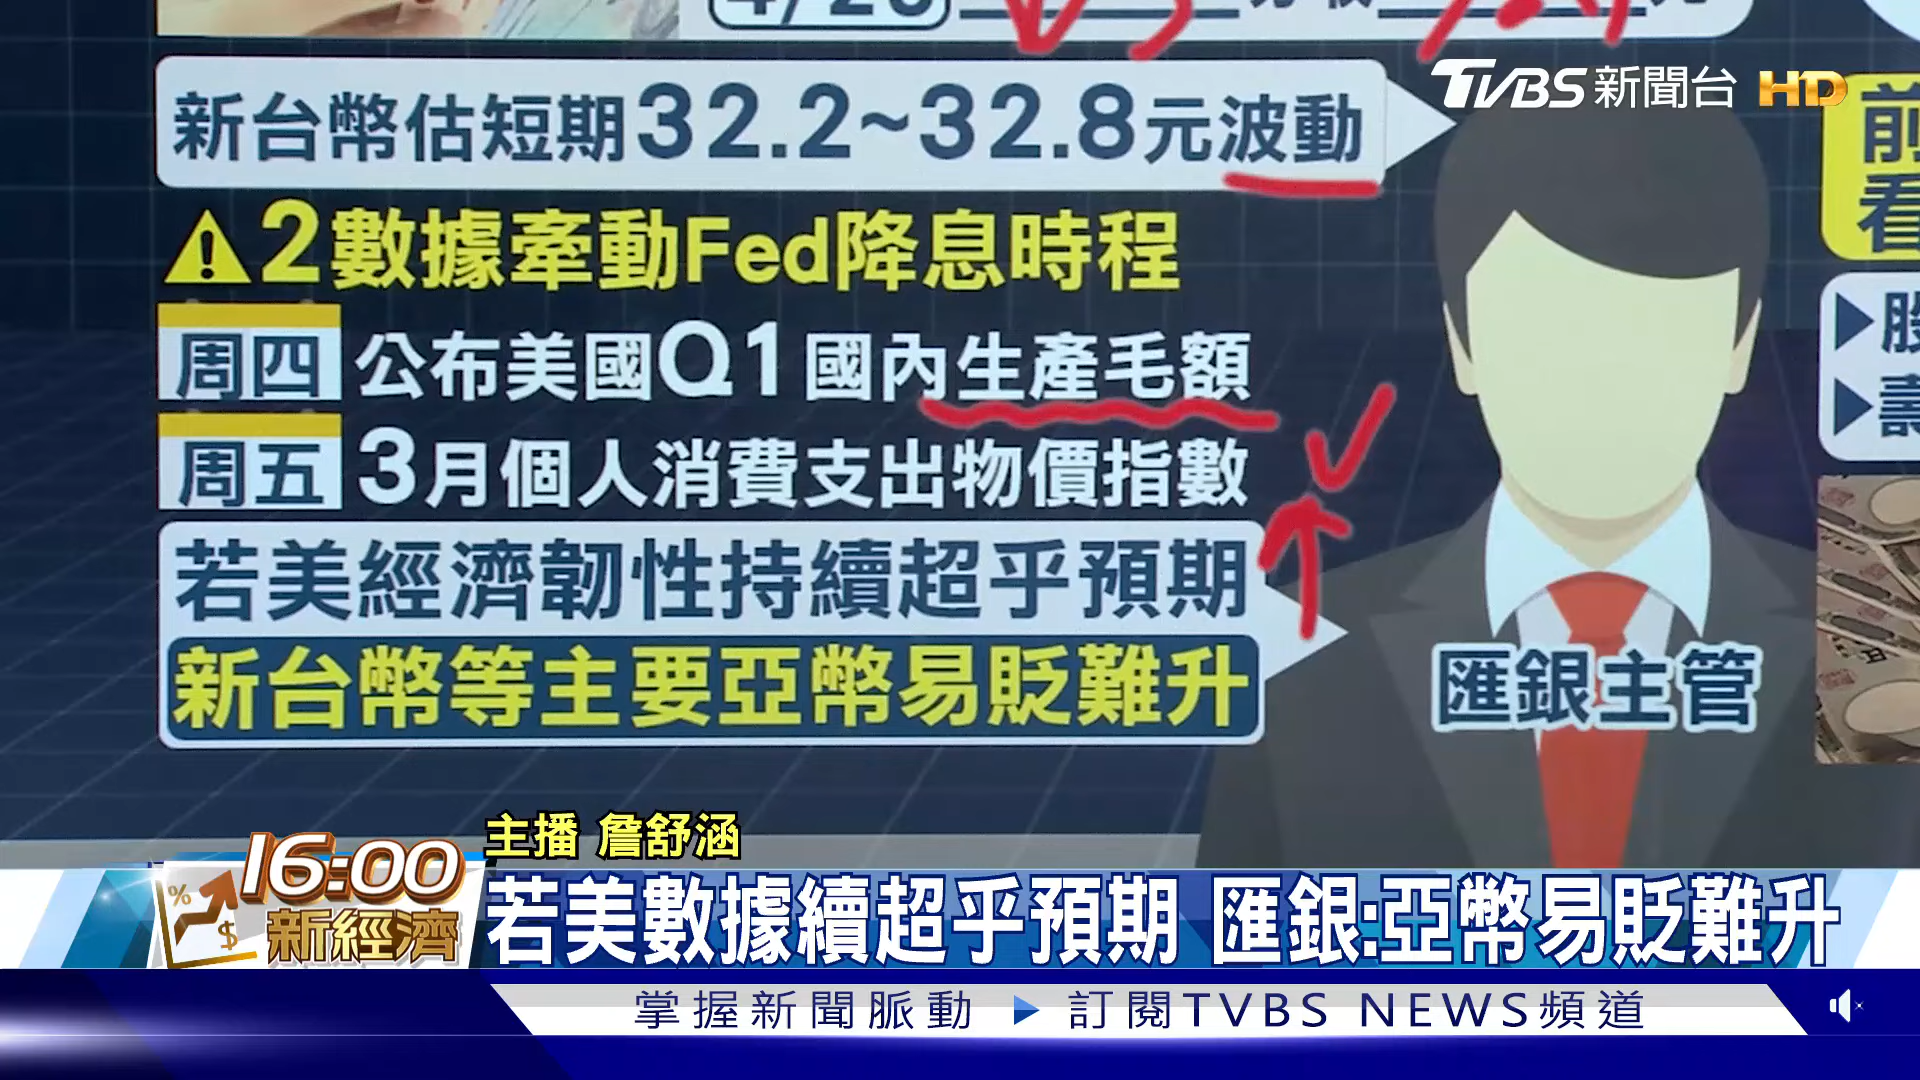 TVBS新聞台 HD
新台幣估短期32.2~32.8元波動
2數據牽動Fed降息時程
周四 公布美國Q1國內生產毛額
周五 3月個人消費支出物價指數
若美經濟韌性持續超乎預期
新台幣等主要亞幣易貶難升
匯銀主管
前
看
股
壽
主播 詹舒涵
16:00
新經濟
若美數據續超乎預期 匯銀:亞幣易貶難升
掌握新聞脈動 ▶ 訂閱TVBS NEWS頻道